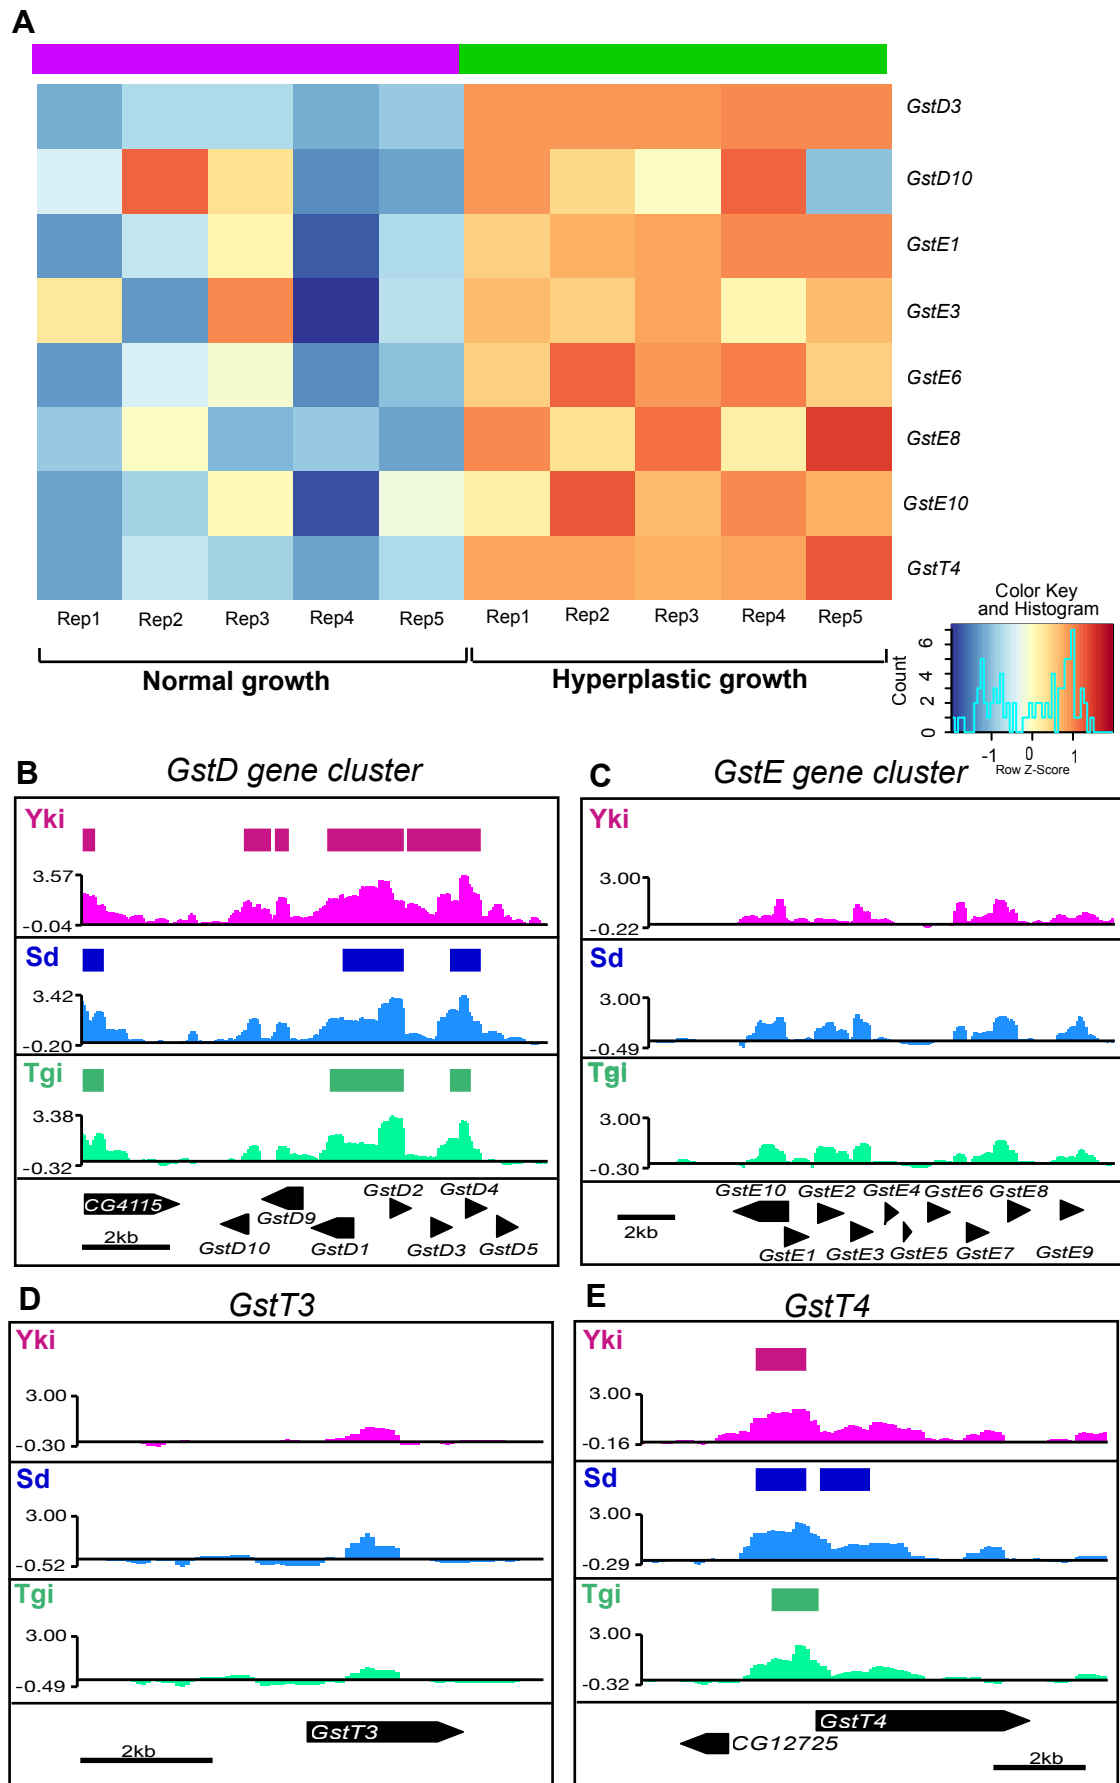 A
GstD3
GstD10
GstE1
GstE3
GstE6
GstE8
GstE10
GstT4
Rep1 Rep2 Rep3 Rep4 Rep5 Rep1 Rep2 Rep3 Rep4 Rep5
Normal growth Hyperplastic growth
Color Key
and Histogram
Count
0 2 4 6
-1 0 1
Row Z-Score
B GstD gene cluster
Yki
3.57
-0.04
Sd
3.42
-0.20
Tgi
3.38
-0.32
CG4115
GstD2 GstD4
GstD9
GstD10 GstD1 GstD3 GstD5
2kb
C GstE gene cluster
Yki
3.00
-0.22
Sd
3.00
-0.49
Tgi
3.00
-0.30
GstE10 GstE2 GstE4 GstE6 GstE8
2kb
GstE1 GstE3 GstE5 GstE7 GstE9
D GstT3
Yki
3.00
-0.30
Sd
3.00
-0.52
Tgi
3.00
-0.49
GstT3
2kb
E GstT4
Yki
3.00
-0.16
Sd
3.00
-0.29
Tgi
3.00
-0.32
GstT4
CG12725
2kb